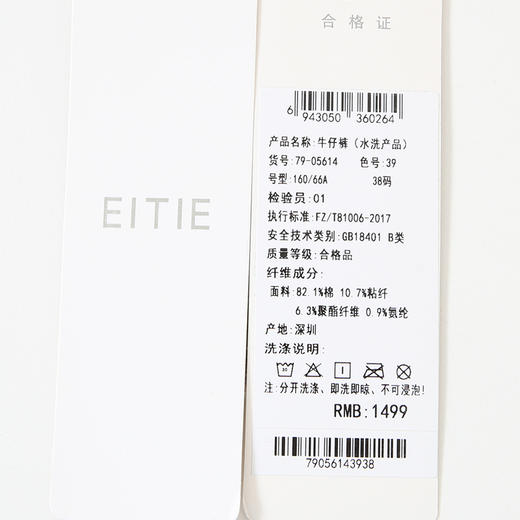 EITIE
合格证
6 943050 360264
产品名称:牛仔裤（水洗产品）
货号:79-05614 色号:39
号型:160/66A 38码
检验员:01
执行标准:FZ/T81006-2017
安全技术类别:GB18401 B类
质量等级:合格品
纤维成分:
面料:82.1%棉 10.7%粘纤
6.3%聚酯纤维 0.9%氨纶
产地:深圳
洗涤说明:
30
注:分开洗涤、即洗即晾、不可浸泡!
RMB:1499
79056143938